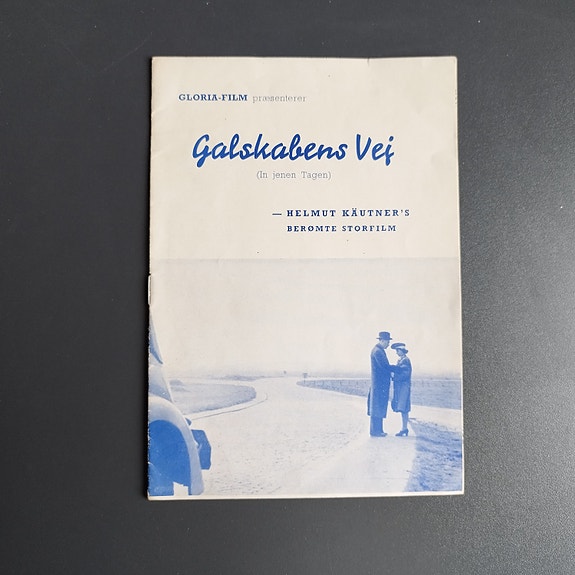 GLORIA-FILM præsenterer
Galskabens Vej
(In jenen Tagen)
— HELMUT KÄUTNER'S
BERØMTE STORFILM